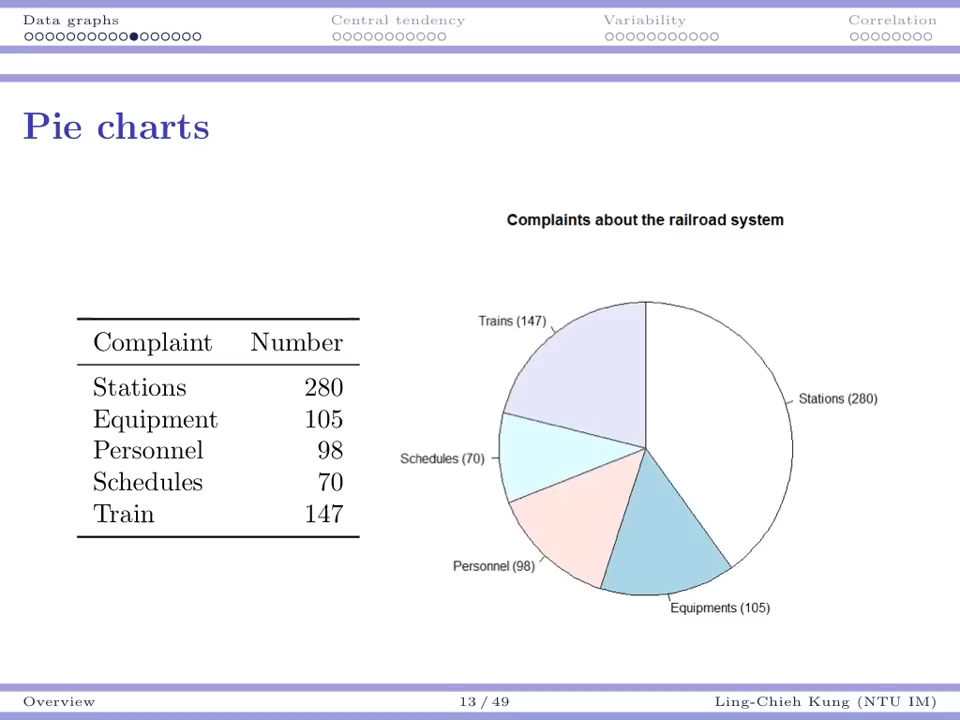 Data graphs Central tendency Variability Correlation
Pie charts
Complaints about the railroad system
Complaint Number
Stations 280
Equipment 105
Personnel 98
Schedules 70
Train 147
Trains (147)
Stations (280)
Schedules (70)
Personnel (98)
Equipments (105)
Overview 13 / 49 Ling-Chieh Kung (NTU IM)